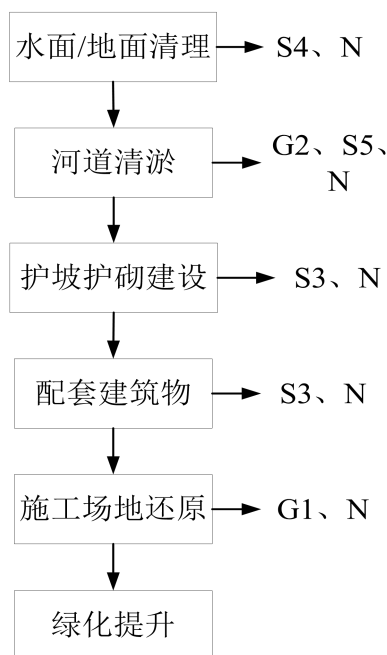 水面/地面清理
S4、N
河道清淤
G2、S5、
N
护坡护砌建设
S3、N
配套建筑物
S3、N
施工场地还原
G1、N
绿化提升